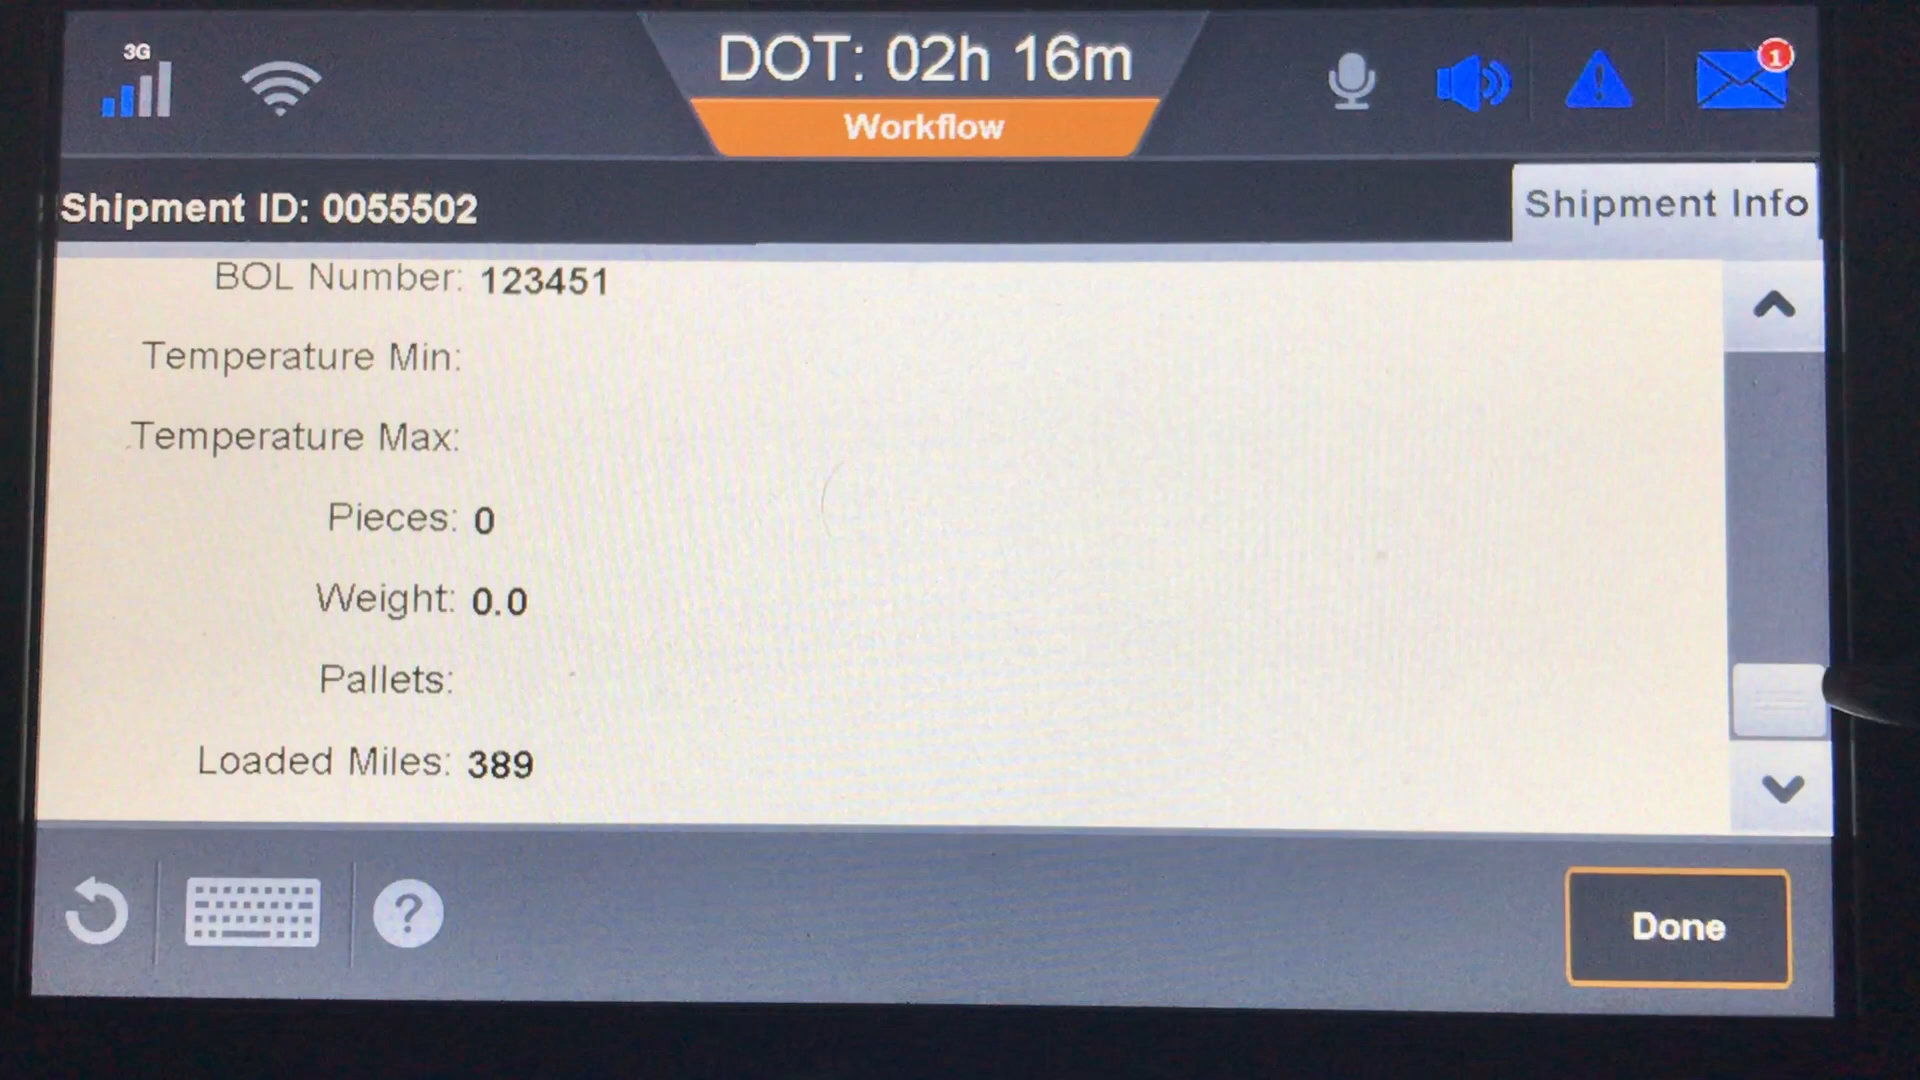 3G
DOT: 02h 16m
1
Workflow
Shipment ID: 0055502
Shipment Info
BOL Number: 123451
Temperature Min:
Temperature Max:
Pieces: 0
Weight: 0.0
Pallets:
Loaded Miles: 389
?
Done